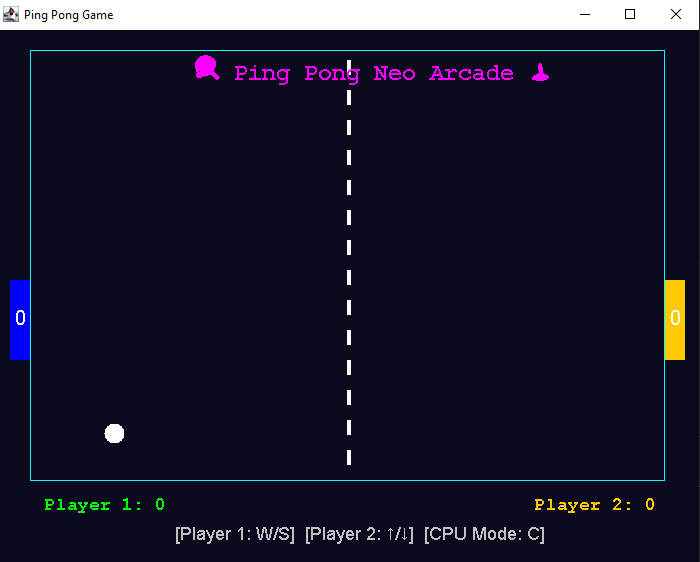 Ping Pong Game
🏓 Ping Pong Neo Arcade 🕹
0 0
Player 1: 0 Player 2: 0
[Player 1: W/S] [Player 2: ↑/↓] [CPU Mode: C]